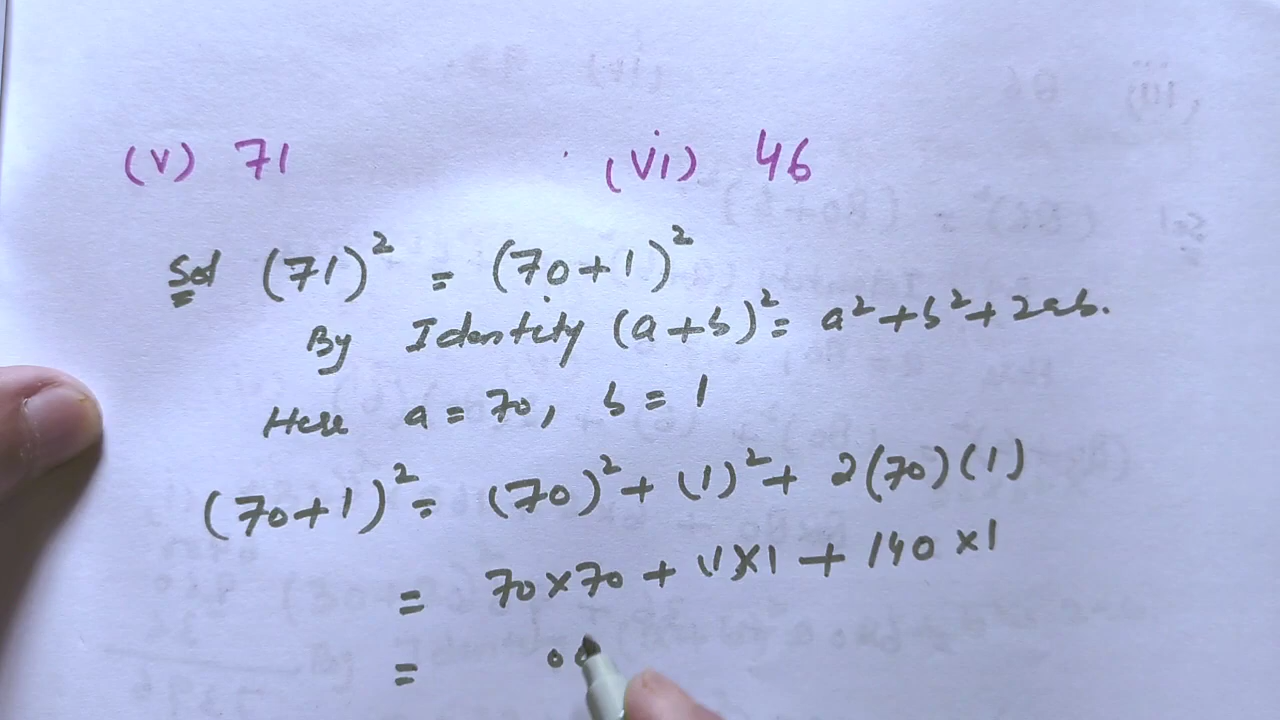 (v) 71 (vi) 46
Sol (71)² = (70+1)²
By Identity (a+b)² = a²+b²+2ab.
Here a = 70, b = 1
(70+1)² = (70)² + (1)² + 2(70)(1)
= 70×70 + 1×1 + 140×1
= 00